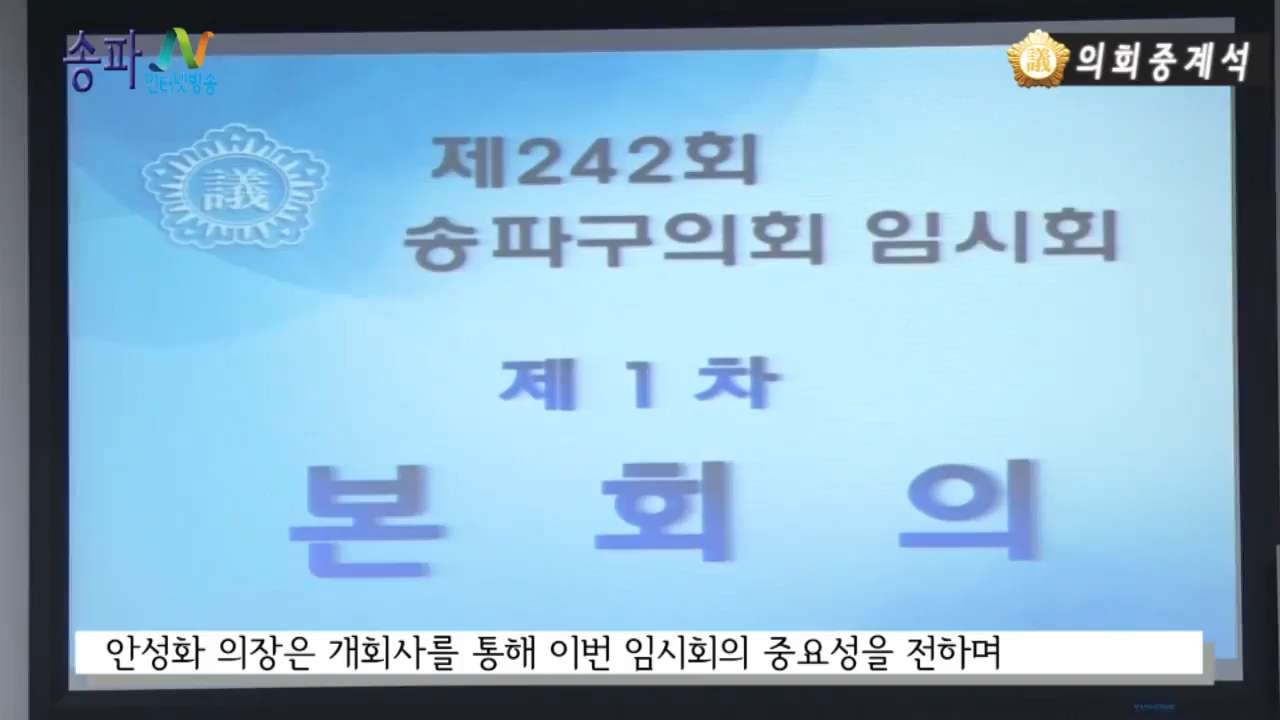 송파 N
인터넷방송
議 의회중계석
議
제242회
송파구의회 임시회
제 1 차
본 회 의
안성화 의장은 개회사를 통해 이번 임시회의 중요성을 전하며